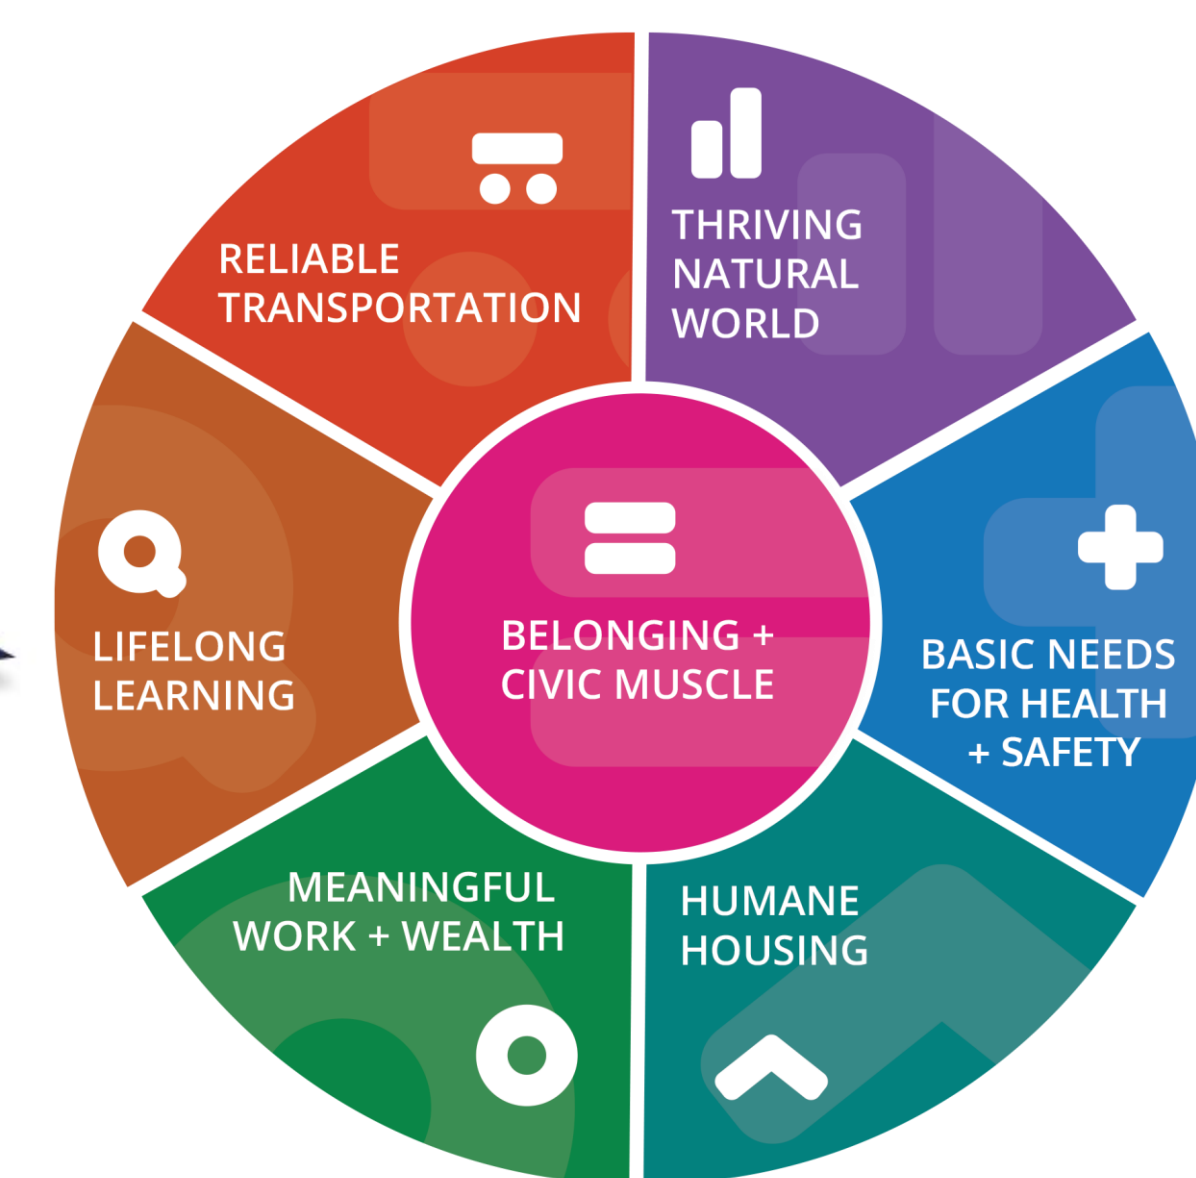 THRIVING
NATURAL
WORLD
RELIABLE
TRANSPORTATION
BELONGING +
CIVIC MUSCLE
LIFELONG
LEARNING
BASIC NEEDS
FOR HEALTH
+ SAFETY
MEANINGFUL
WORK + WEALTH
HUMANE
HOUSING